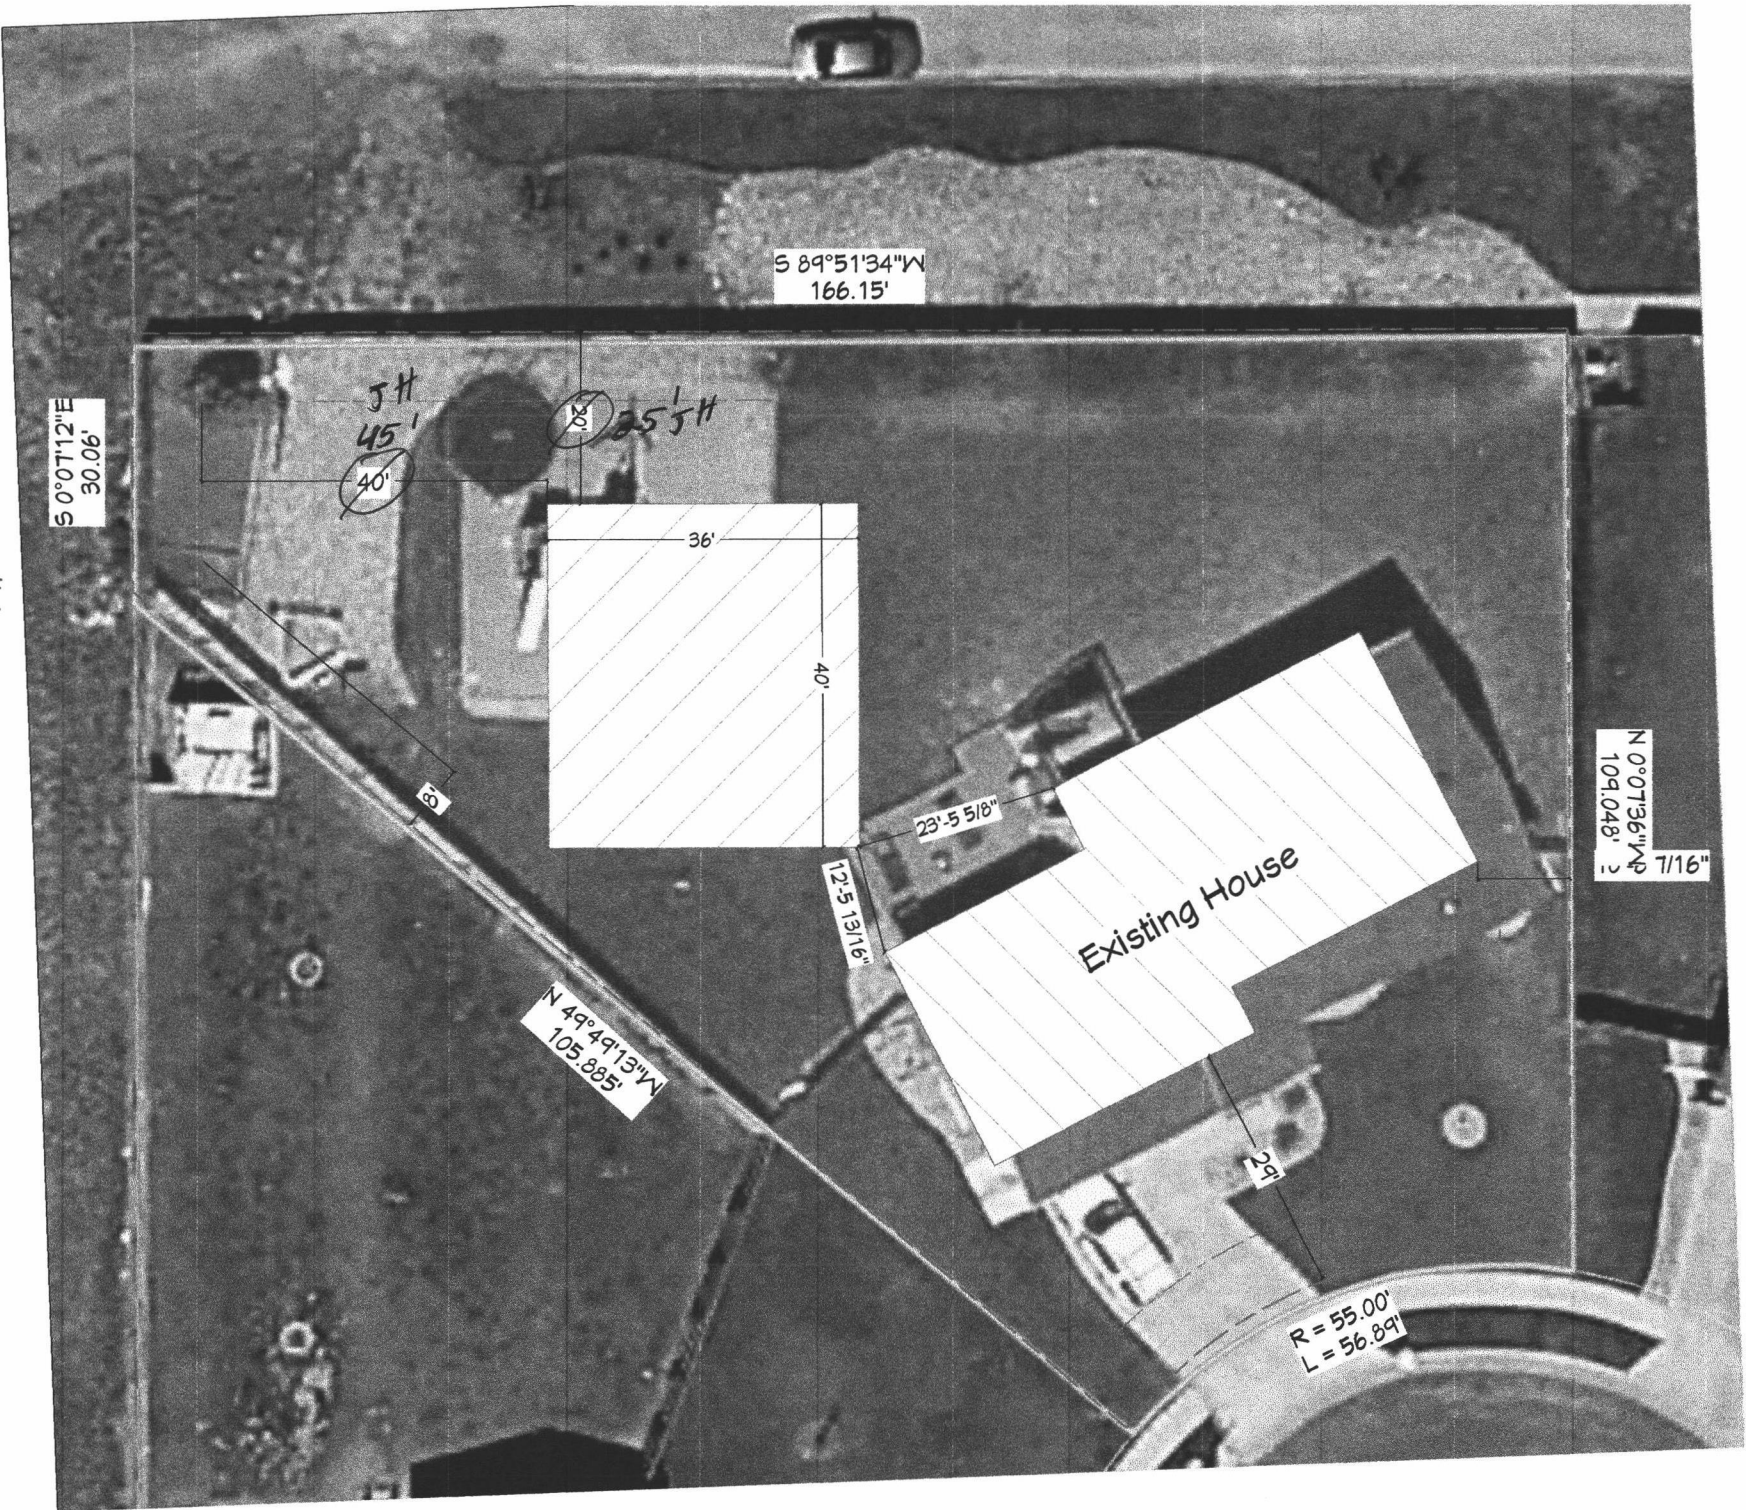 S 89°51'34"W
166.15'
S 0°07'12"E
30.06'
JH
45'
40'
20'
25' JH
36'
40'
8'
23'-5 5/8"
12'-5 13/16"
Existing House
N 0°07'36"W
109.048'
7/16"
N 49°49'13"W
105.885'
29'
R = 55.00'
L = 56.89'